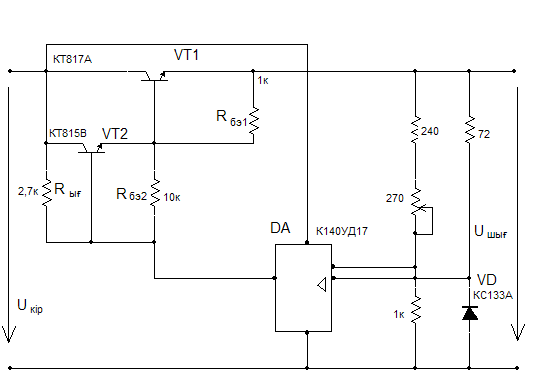 КТ817А
VT1
1к
R бэ1
КТ815В
VT2
240
72
2,7к
R ығ
R бэ2
10к
270
DA
К140УД17
U шығ
VD
КС133А
U кір
1к